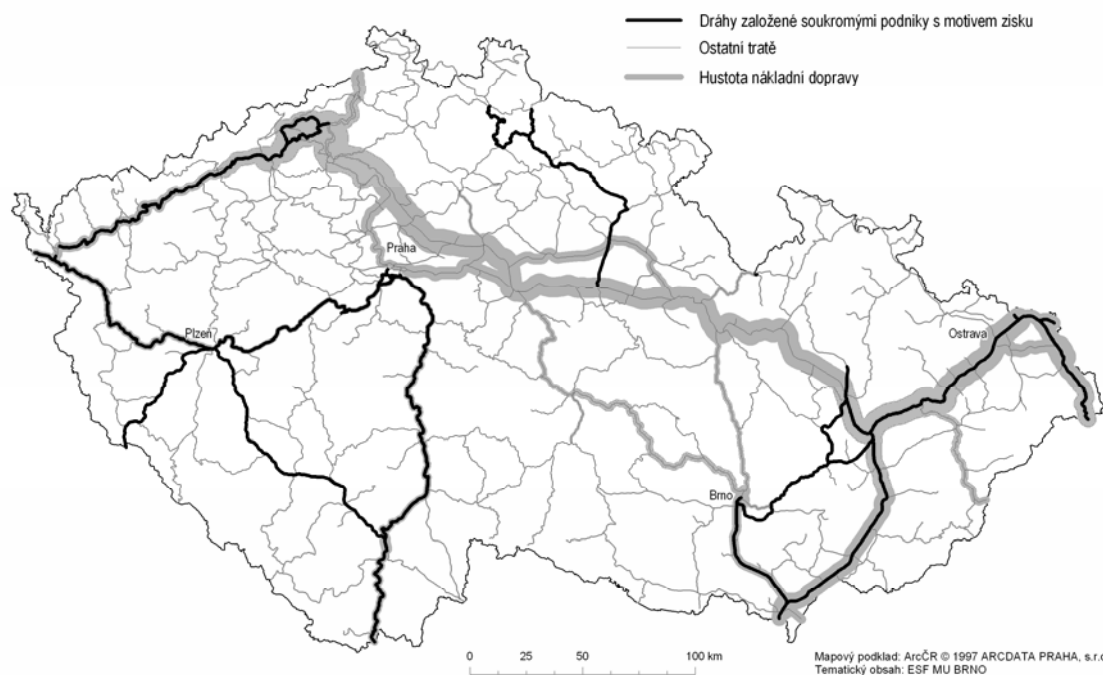 Dráhy založené soukromými podniky s motivem zisku
Ostatní tratě
Hustota nákladní dopravy
Praha
Plzeň
Ostrava
Brno
0 25 50 100 km
Mapový podklad: ArcČR © 1997 ARCDATA PRAHA, s.r.o
Tematický obsah: ESF MU BRNO